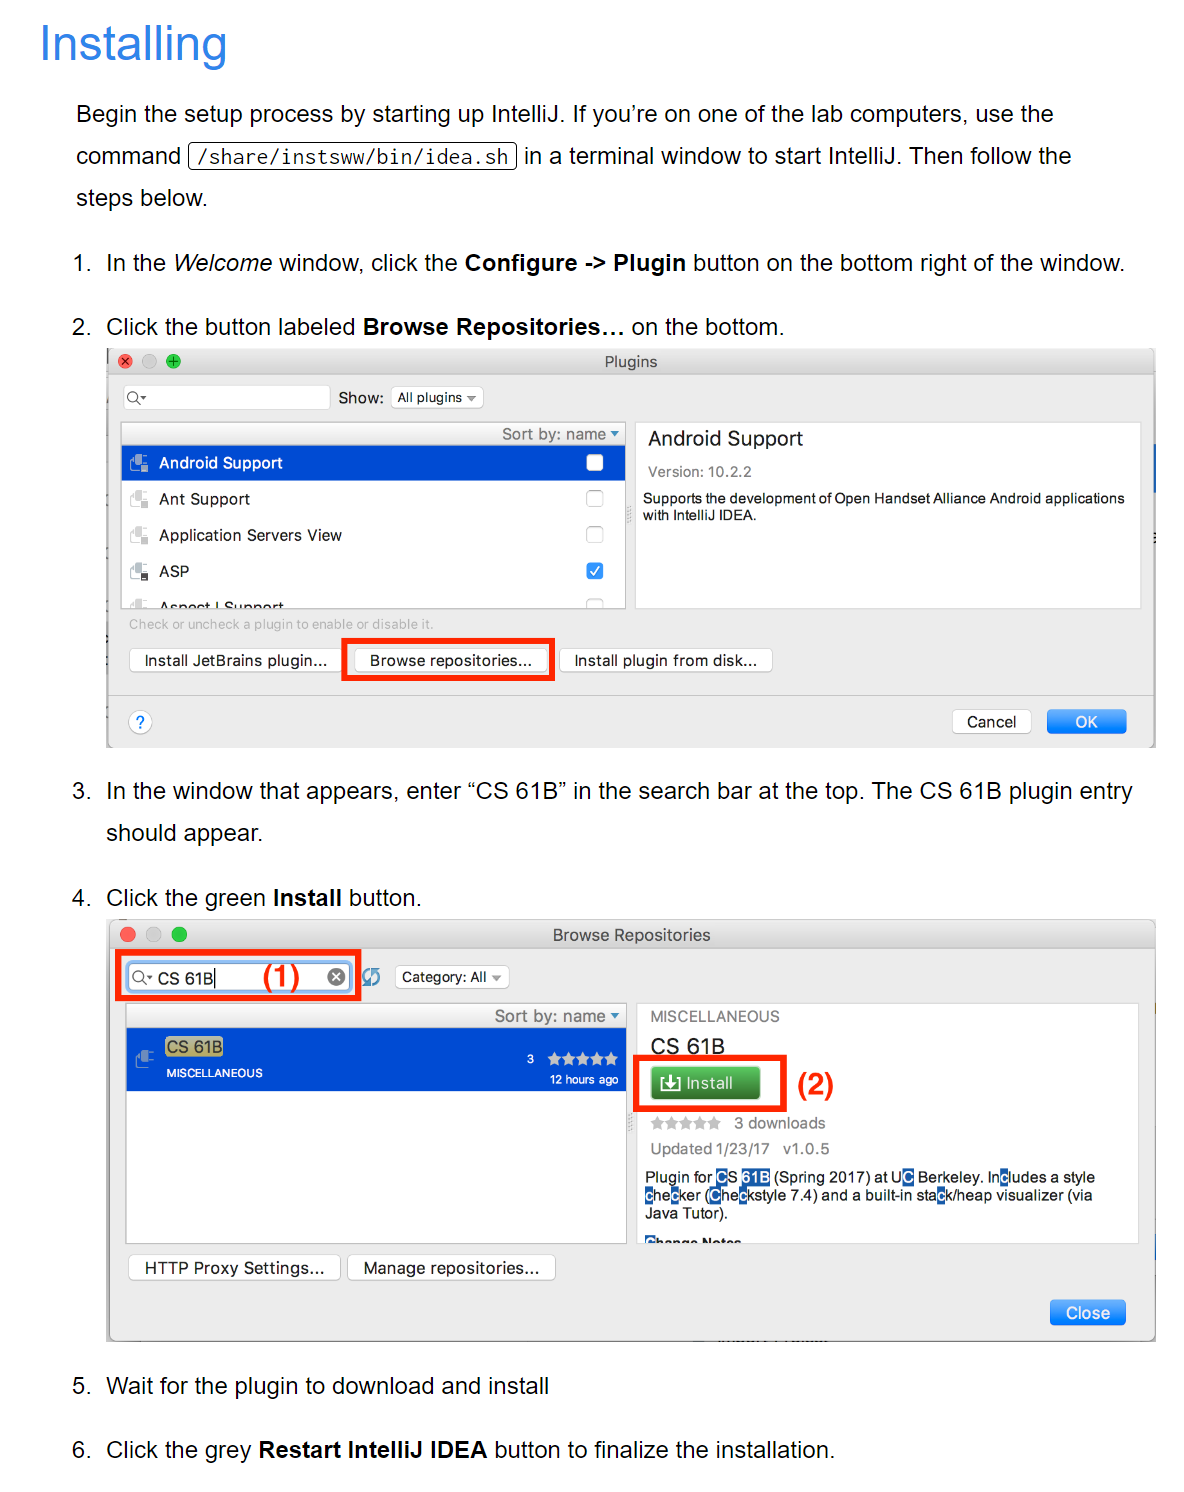 Installing
Begin the setup process by starting up IntelliJ. If you’re on one of the lab computers, use the
command /share/instsww/bin/idea.sh in a terminal window to start IntelliJ. Then follow the
steps below.
1. In the Welcome window, click the Configure -> Plugin button on the bottom right of the window.
2. Click the button labeled Browse Repositories… on the bottom.
Plugins
Show: All plugins
Sort by: name
Android Support
Ant Support
Application Servers View
ASP
AspectJ Support
Android Support
Version: 10.2.2
Supports the development of Open Handset Alliance Android applications
with IntelliJ IDEA.
Check or uncheck a plugin to enable or disable it.
Install JetBrains plugin... Browse repositories... Install plugin from disk...
? Cancel OK
3. In the window that appears, enter “CS 61B” in the search bar at the top. The CS 61B plugin entry
should appear.
4. Click the green Install button.
Browse Repositories
CS 61B (1) Category: All
Sort by: name
CS 61B
MISCELLANEOUS
3
12 hours ago
MISCELLANEOUS
CS 61B
Install (2)
3 downloads
Updated 1/23/17 v1.0.5
Plugin for CS 61B (Spring 2017) at UC Berkeley. Includes a style
checker (Checkstyle 7.4) and a built-in stack/heap visualizer (via
Java Tutor).
Change Notes
HTTP Proxy Settings... Manage repositories...
Close
5. Wait for the plugin to download and install
6. Click the grey Restart IntelliJ IDEA button to finalize the installation.